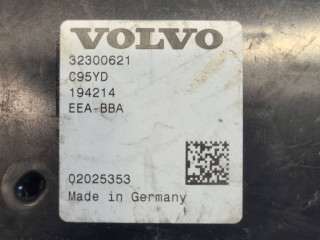 VOLVO
32300621
C95YD
194214
EEA-BBA
02025353
Made in Germany